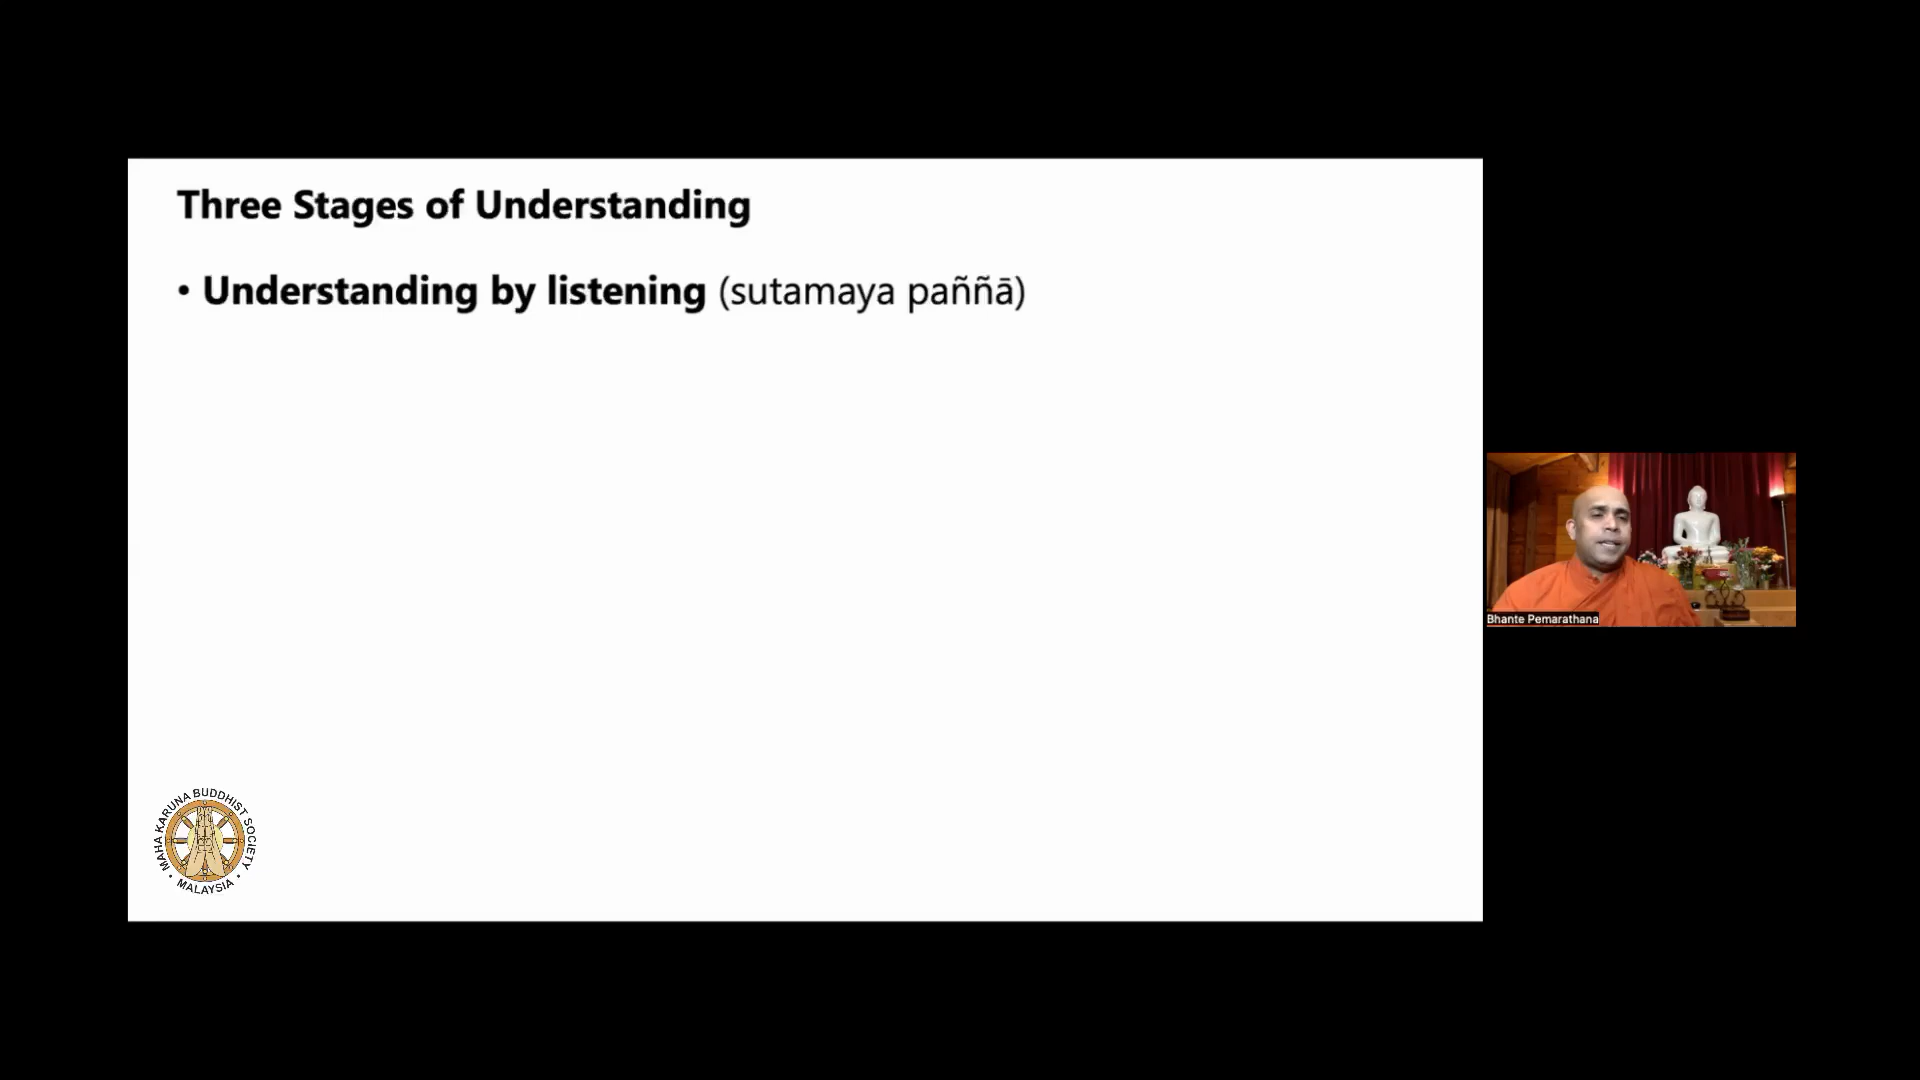 Three Stages of Understanding
• Understanding by listening (sutamaya paññā)
Bhante Pemarathana
MAHA KARUNA BUDDHIST SOCIETY
• MALAYSIA •